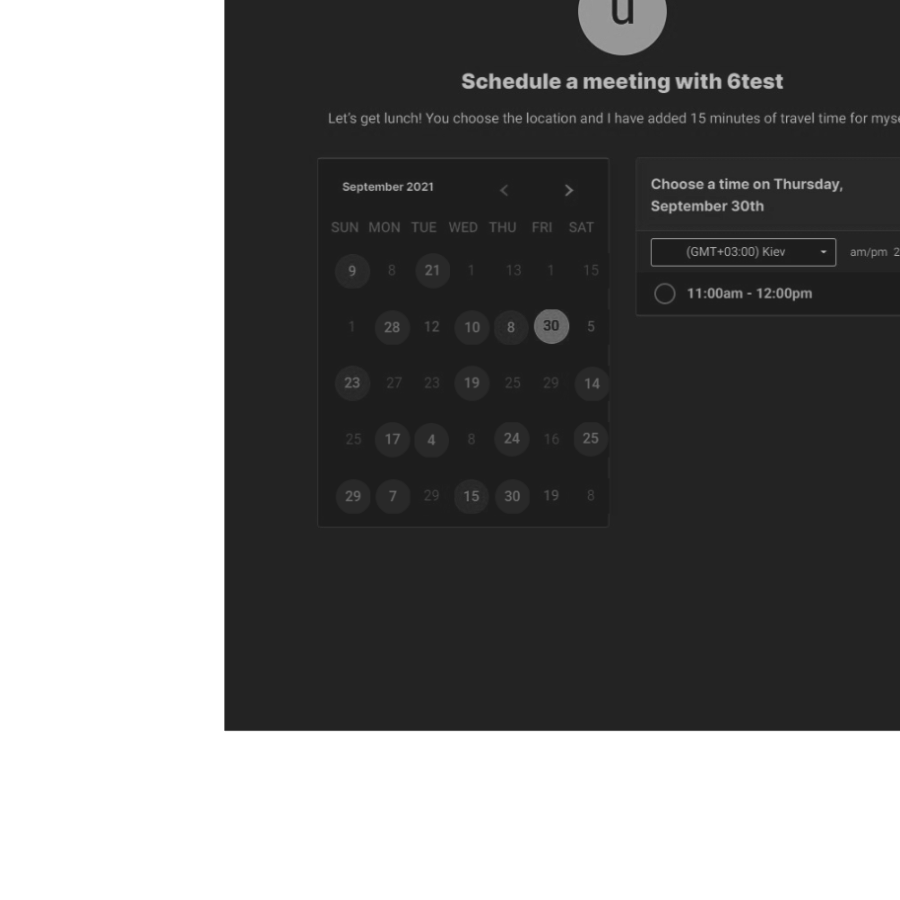 u
Schedule a meeting with 6test
Let's get lunch! You choose the location and I have added 15 minutes of travel time for
September 2021
SUN MON TUE WED THU FRI SAT
9 8 21 1 13 1 15
1 28 12 10 8 30 5
23 27 23 19 25 29 14
25 17 4 8 24 16 25
29 7 29 15 30 19 8
Choose a time on Thursday,
September 30th
(GMT+03:00) Kiev am/pm
11:00am - 12:00pm